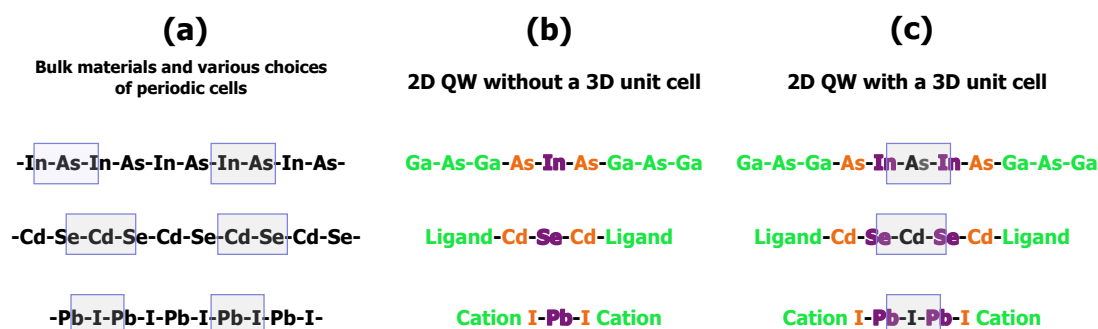 (a)
Bulk materials and various choices
of periodic cells
-In-As-In-As-In-As-In-As-In-As-
-Cd-Se-Cd-Se-Cd-Se-Cd-Se-Cd-Se-
-Pb-I-Pb-I-Pb-I-Pb-I-Pb-I-
(b)
2D QW without a 3D unit cell
Ga-As-Ga-As-In-As-Ga-As-Ga
Ligand-Cd-Se-Cd-Ligand
Cation I-Pb-I Cation
(c)
2D QW with a 3D unit cell
Ga-As-Ga-As-In-As-In-As-Ga-As-Ga
Ligand-Cd-Se-Cd-Se-Cd-Ligand
Cation I-Pb-I-Pb-I Cation